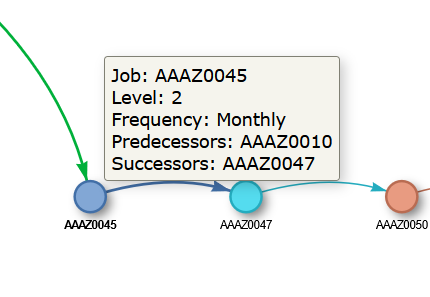 Job: AAAZ0045
Level: 2
Frequency: Monthly
Predecessors: AAAZ0010
Successors: AAAZ0047
AAAZ0045
AAAZ0047
AAAZ0050